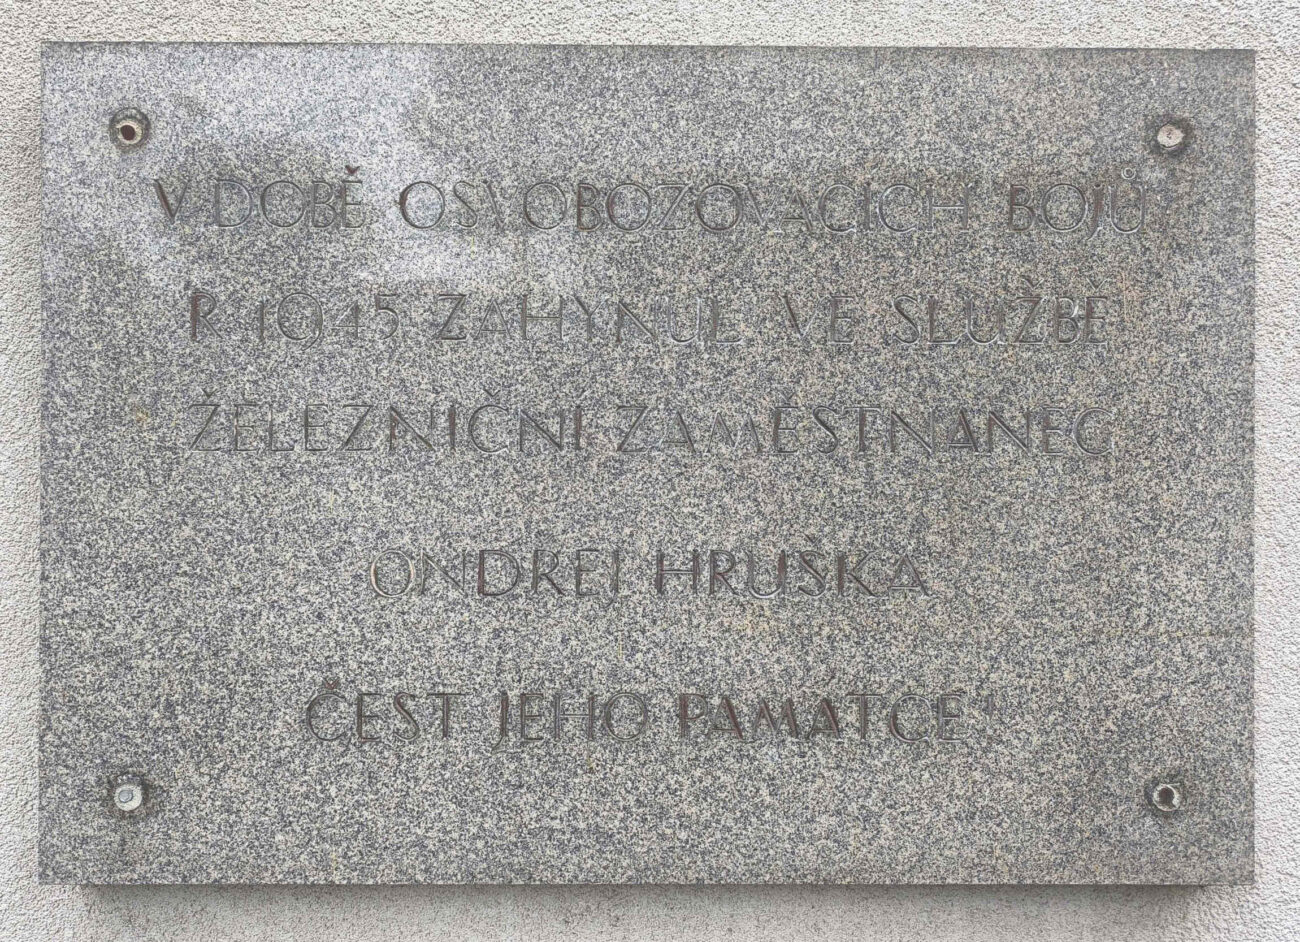 V DOBĚ OSVOBOZOVACÍCH BOJŮ
R 1945 ZAHYNUL VE SLUŽBĚ
ŽELEZNIČNÍ ZAMĚSTNANEC
ONDREJ HRUŠKA
ČEST JEHO PAMÁTCE